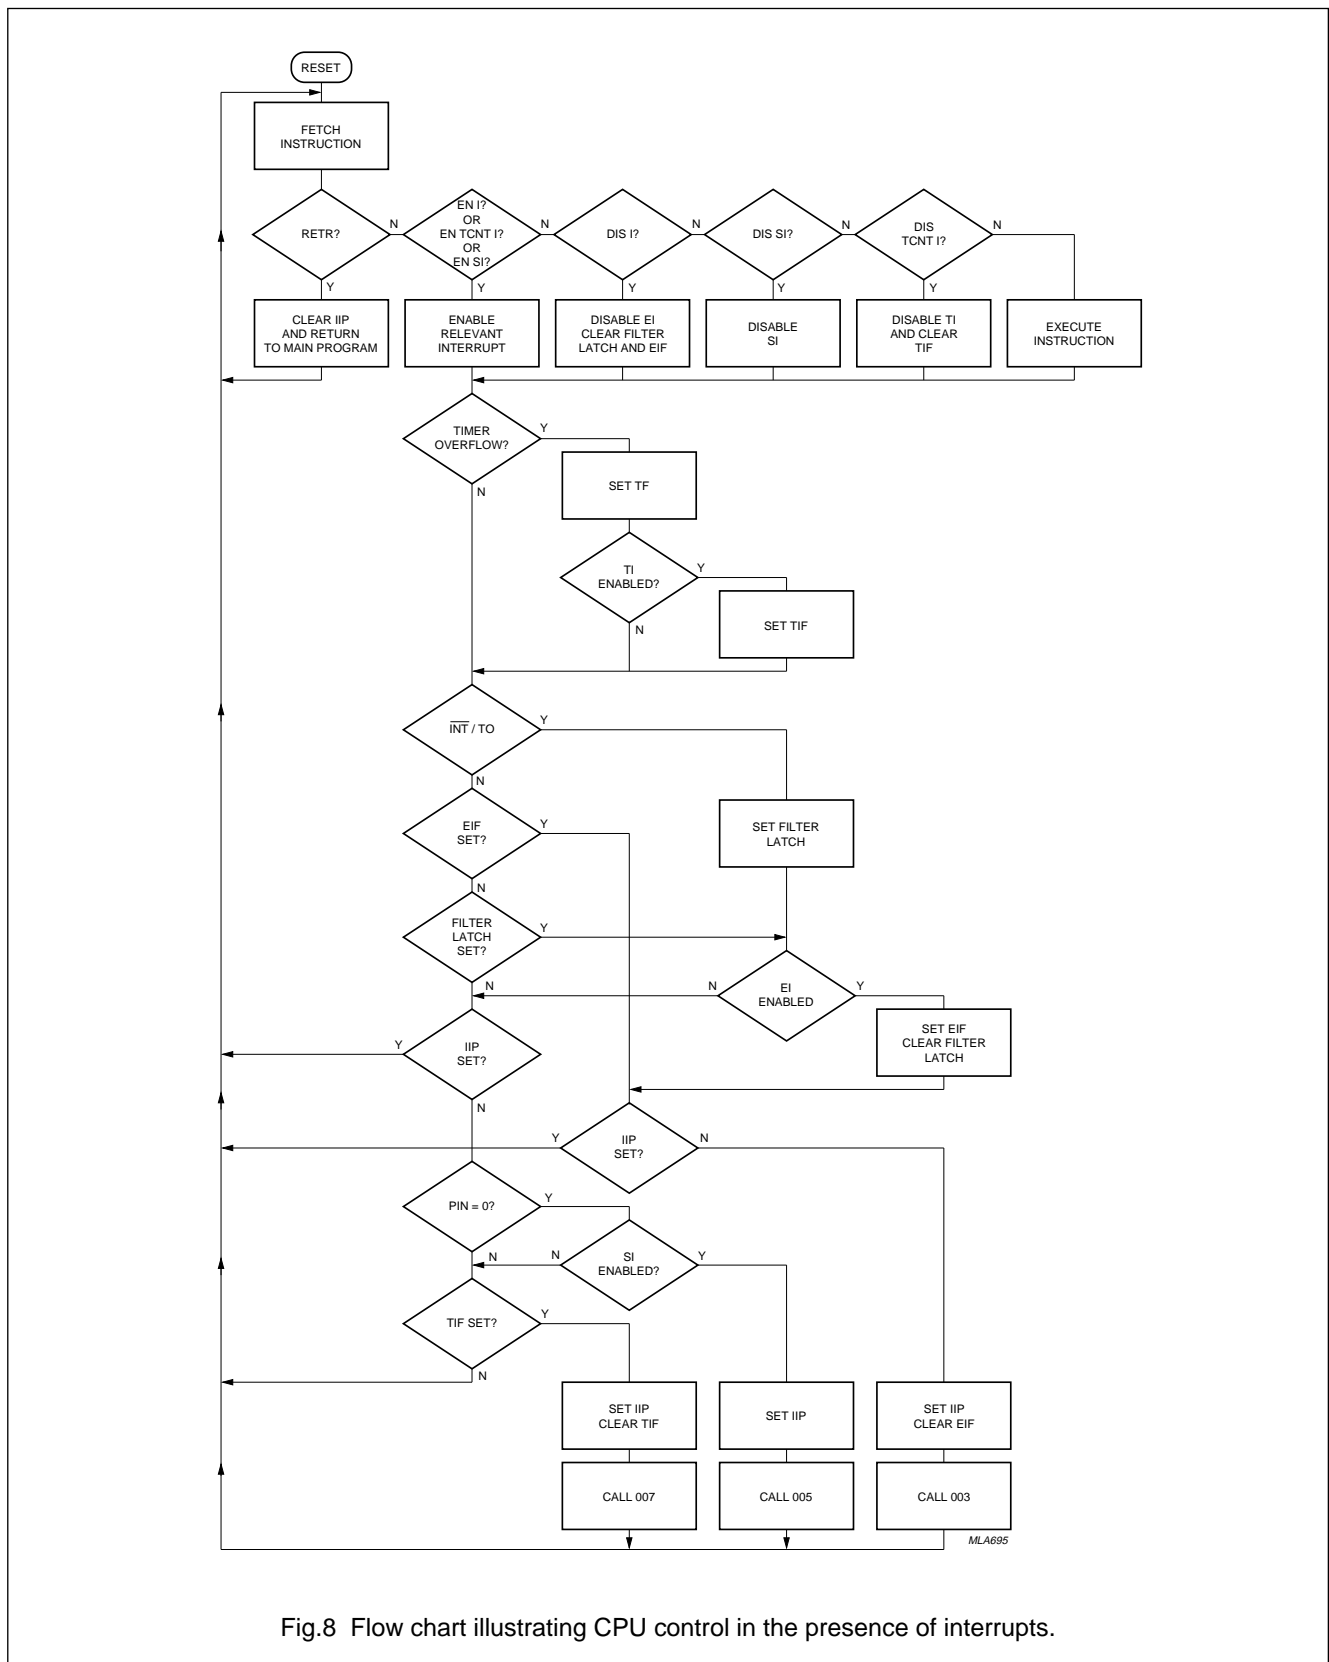 RESET
FETCH
INSTRUCTION
RETR?
N
EN I?
OR
EN TCNT I?
OR
EN SI?
N
DIS I?
N
DIS SI?
N
DIS
TCNT I?
N
Y
Y
Y
Y
Y
CLEAR IIP
AND RETURN
TO MAIN PROGRAM
ENABLE
RELEVANT
INTERRUPT
DISABLE EI
CLEAR FILTER
LATCH AND EIF
DISABLE
SI
DISABLE TI
AND CLEAR
TIF
EXECUTE
INSTRUCTION
TIMER
OVERFLOW?
Y
N
SET TF
TI
ENABLED?
Y
N
SET TIF
INT / TO
Y
N
EIF
SET?
Y
N
SET FILTER
LATCH
FILTER
LATCH
SET?
Y
N
N
EI
ENABLED
Y
SET EIF
CLEAR FILTER
LATCH
Y
IIP
SET?
N
Y
IIP
SET?
N
PIN = 0?
Y
N
N
SI
ENABLED?
Y
TIF SET?
Y
N
SET IIP
CLEAR TIF
SET IIP
SET IIP
CLEAR EIF
CALL 007
CALL 005
CALL 003
MLA695
Fig.8 Flow chart illustrating CPU control in the presence of interrupts.